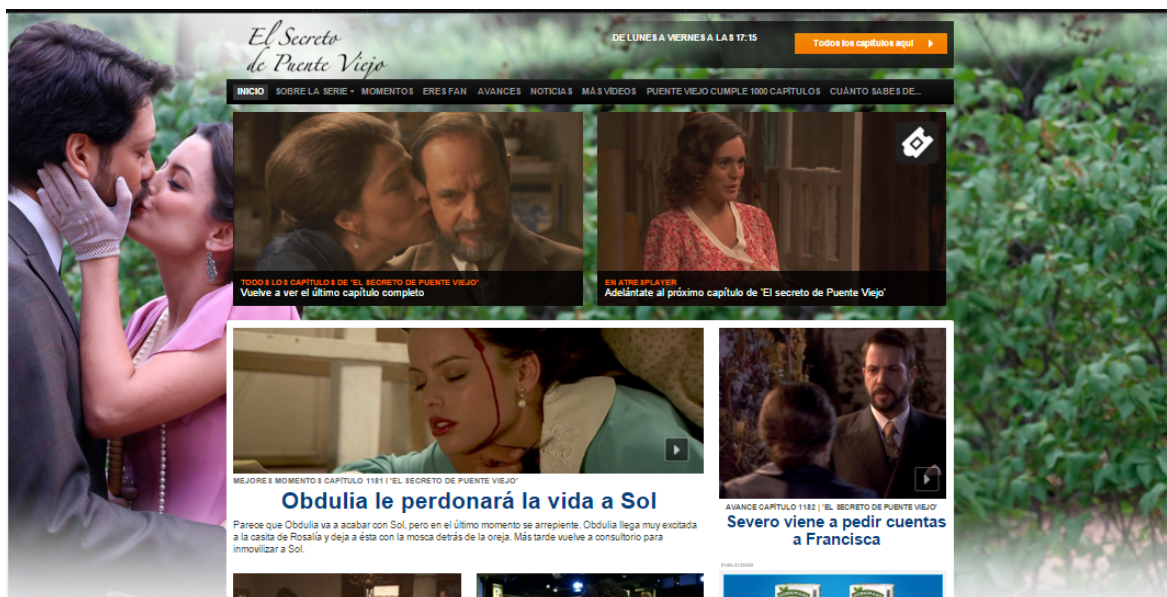 El Secreto
de Puente Viejo
DE LUNES A VIERNES A LAS 17:15
Todos los capítulos aquí
INICIO SOBRE LA SERIE MOMENTOS ERES FAN AVANCES NOTICIAS MÁS VÍDEOS PUENTE VIEJO CUMPLE 1000 CAPÍTULOS CUÁNTO SABES DE...
TODOS LOS CAPÍTULOS DE 'EL SECRETO DE PUENTE VIEJO'
Vuelve a ver el último capítulo completo
EN ATRESPLAYER
Adelántate al próximo capítulo de 'El secreto de Puente Viejo'
MEJORES MOMENTOS CAPÍTULO 1181 | 'EL SECRETO DE PUENTE VIEJO'
Obdulia le perdonará la vida a Sol
Parece que Obdulia va a acabar con Sol, pero en el último momento se arrepiente. Obdulia llega muy excitada
a la casita de Rosalía y deja a ésta con la mosca detrás de la oreja. Más tarde vuelve a consultorio para
inmovilizar a Sol.
AVANCE CAPÍTULO 1182 | 'EL SECRETO DE PUENTE VIEJO'
Severo viene a pedir cuentas
a Francisca
PUBLICIDAD